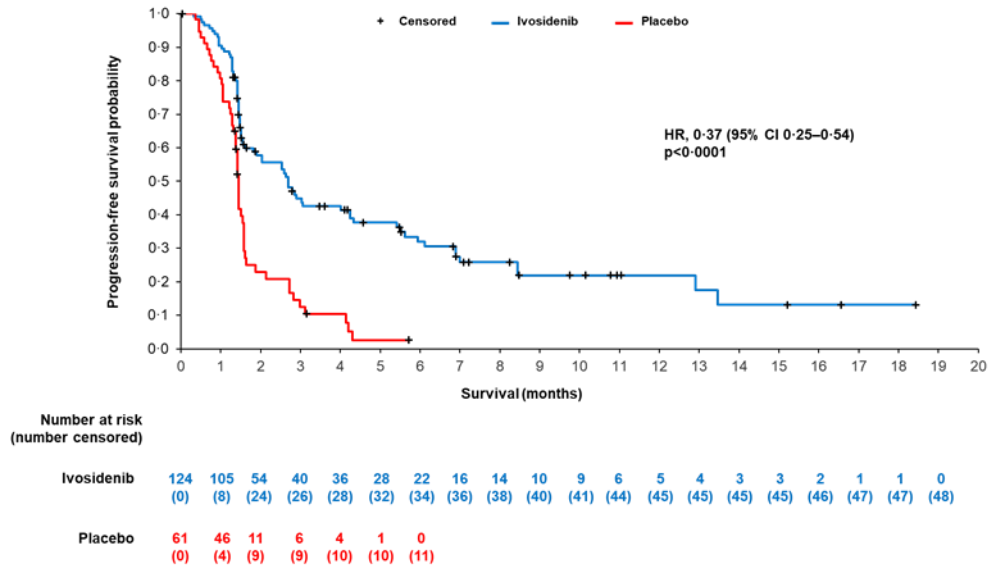 Censored Ivosidenib Placebo
1·0
0·9
0·8
0·7
0·6
0·5
0·4
0·3
0·2
0·1
0·0
Progression-free survival probability
HR, 0·37 (95% CI 0·25–0·54)
p<0·0001
0 1 2 3 4 5 6 7 8 9 10 11 12 13 14 15 16 17 18 19 20
Survival (months)
Number at risk
(number censored)
Ivosidenib 124 105 54 40 36 28 22 16 14 10 9 6 5 4 3 3 2 1 1 0
(0) (8) (24) (26) (28) (32) (34) (36) (38) (40) (41) (44) (45) (45) (45) (45) (46) (47) (47) (48)
Placebo 61 46 11 6 4 1 0
(0) (4) (9) (9) (10) (10) (11)